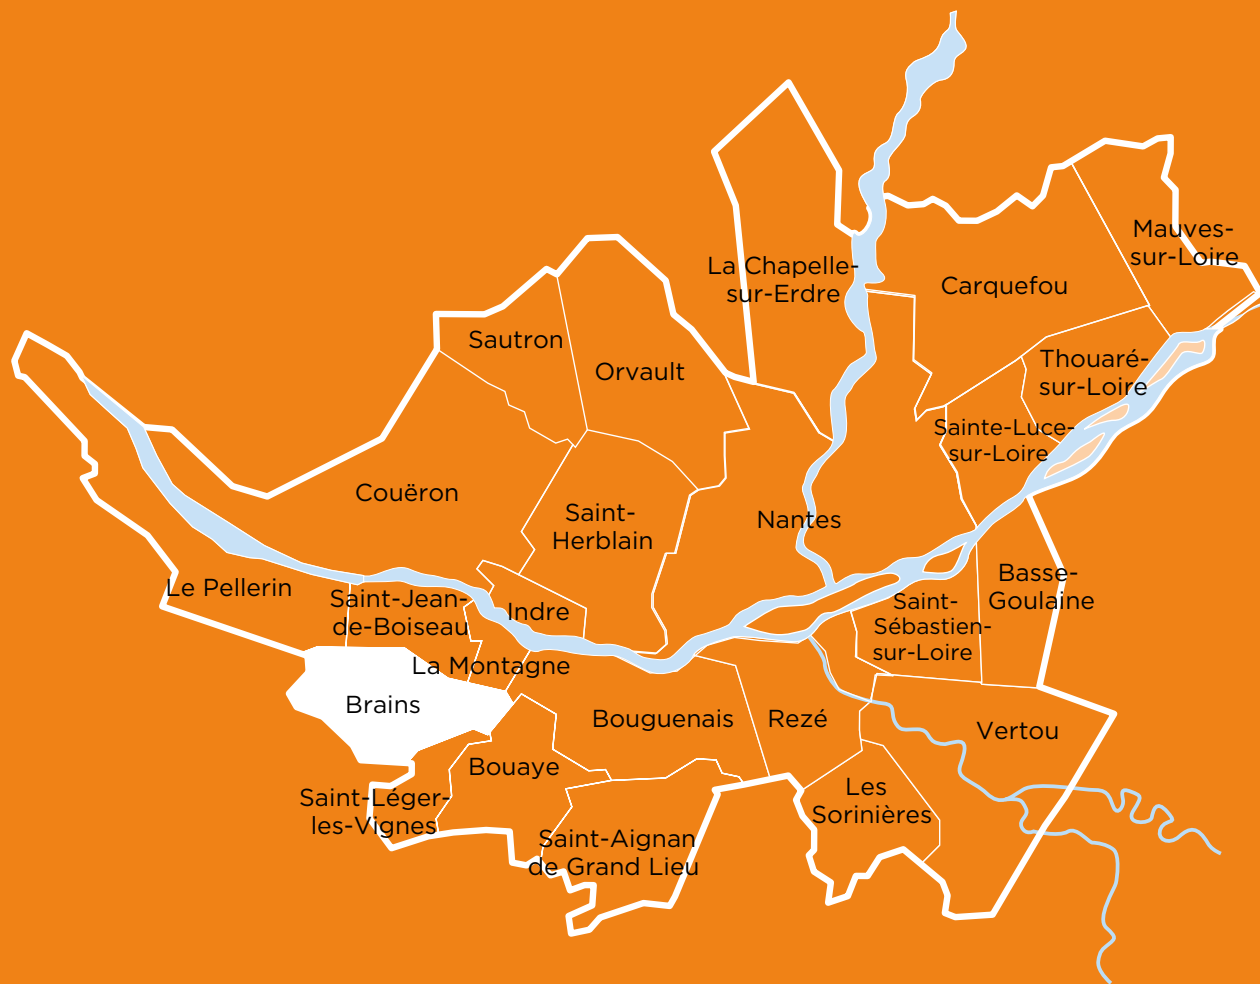 Mauves-
sur-Loire
La Chapelle-
sur-Erdre
Carquefou
Sautron
Orvault
Thouaré-
sur-Loire
Sainte-Luce-
sur-Loire
Couëron
Saint-
Herblain
Nantes
Basse-
Goulaine
Le Pellerin
Saint-Jean-
de-Boiseau
Indre
Saint-
Sébastien-
sur-Loire
La Montagne
Brains
Bouguenais
Rezé
Vertou
Bouaye
Les
Sorinières
Saint-Léger-
les-Vignes
Saint-Aignan
de Grand Lieu